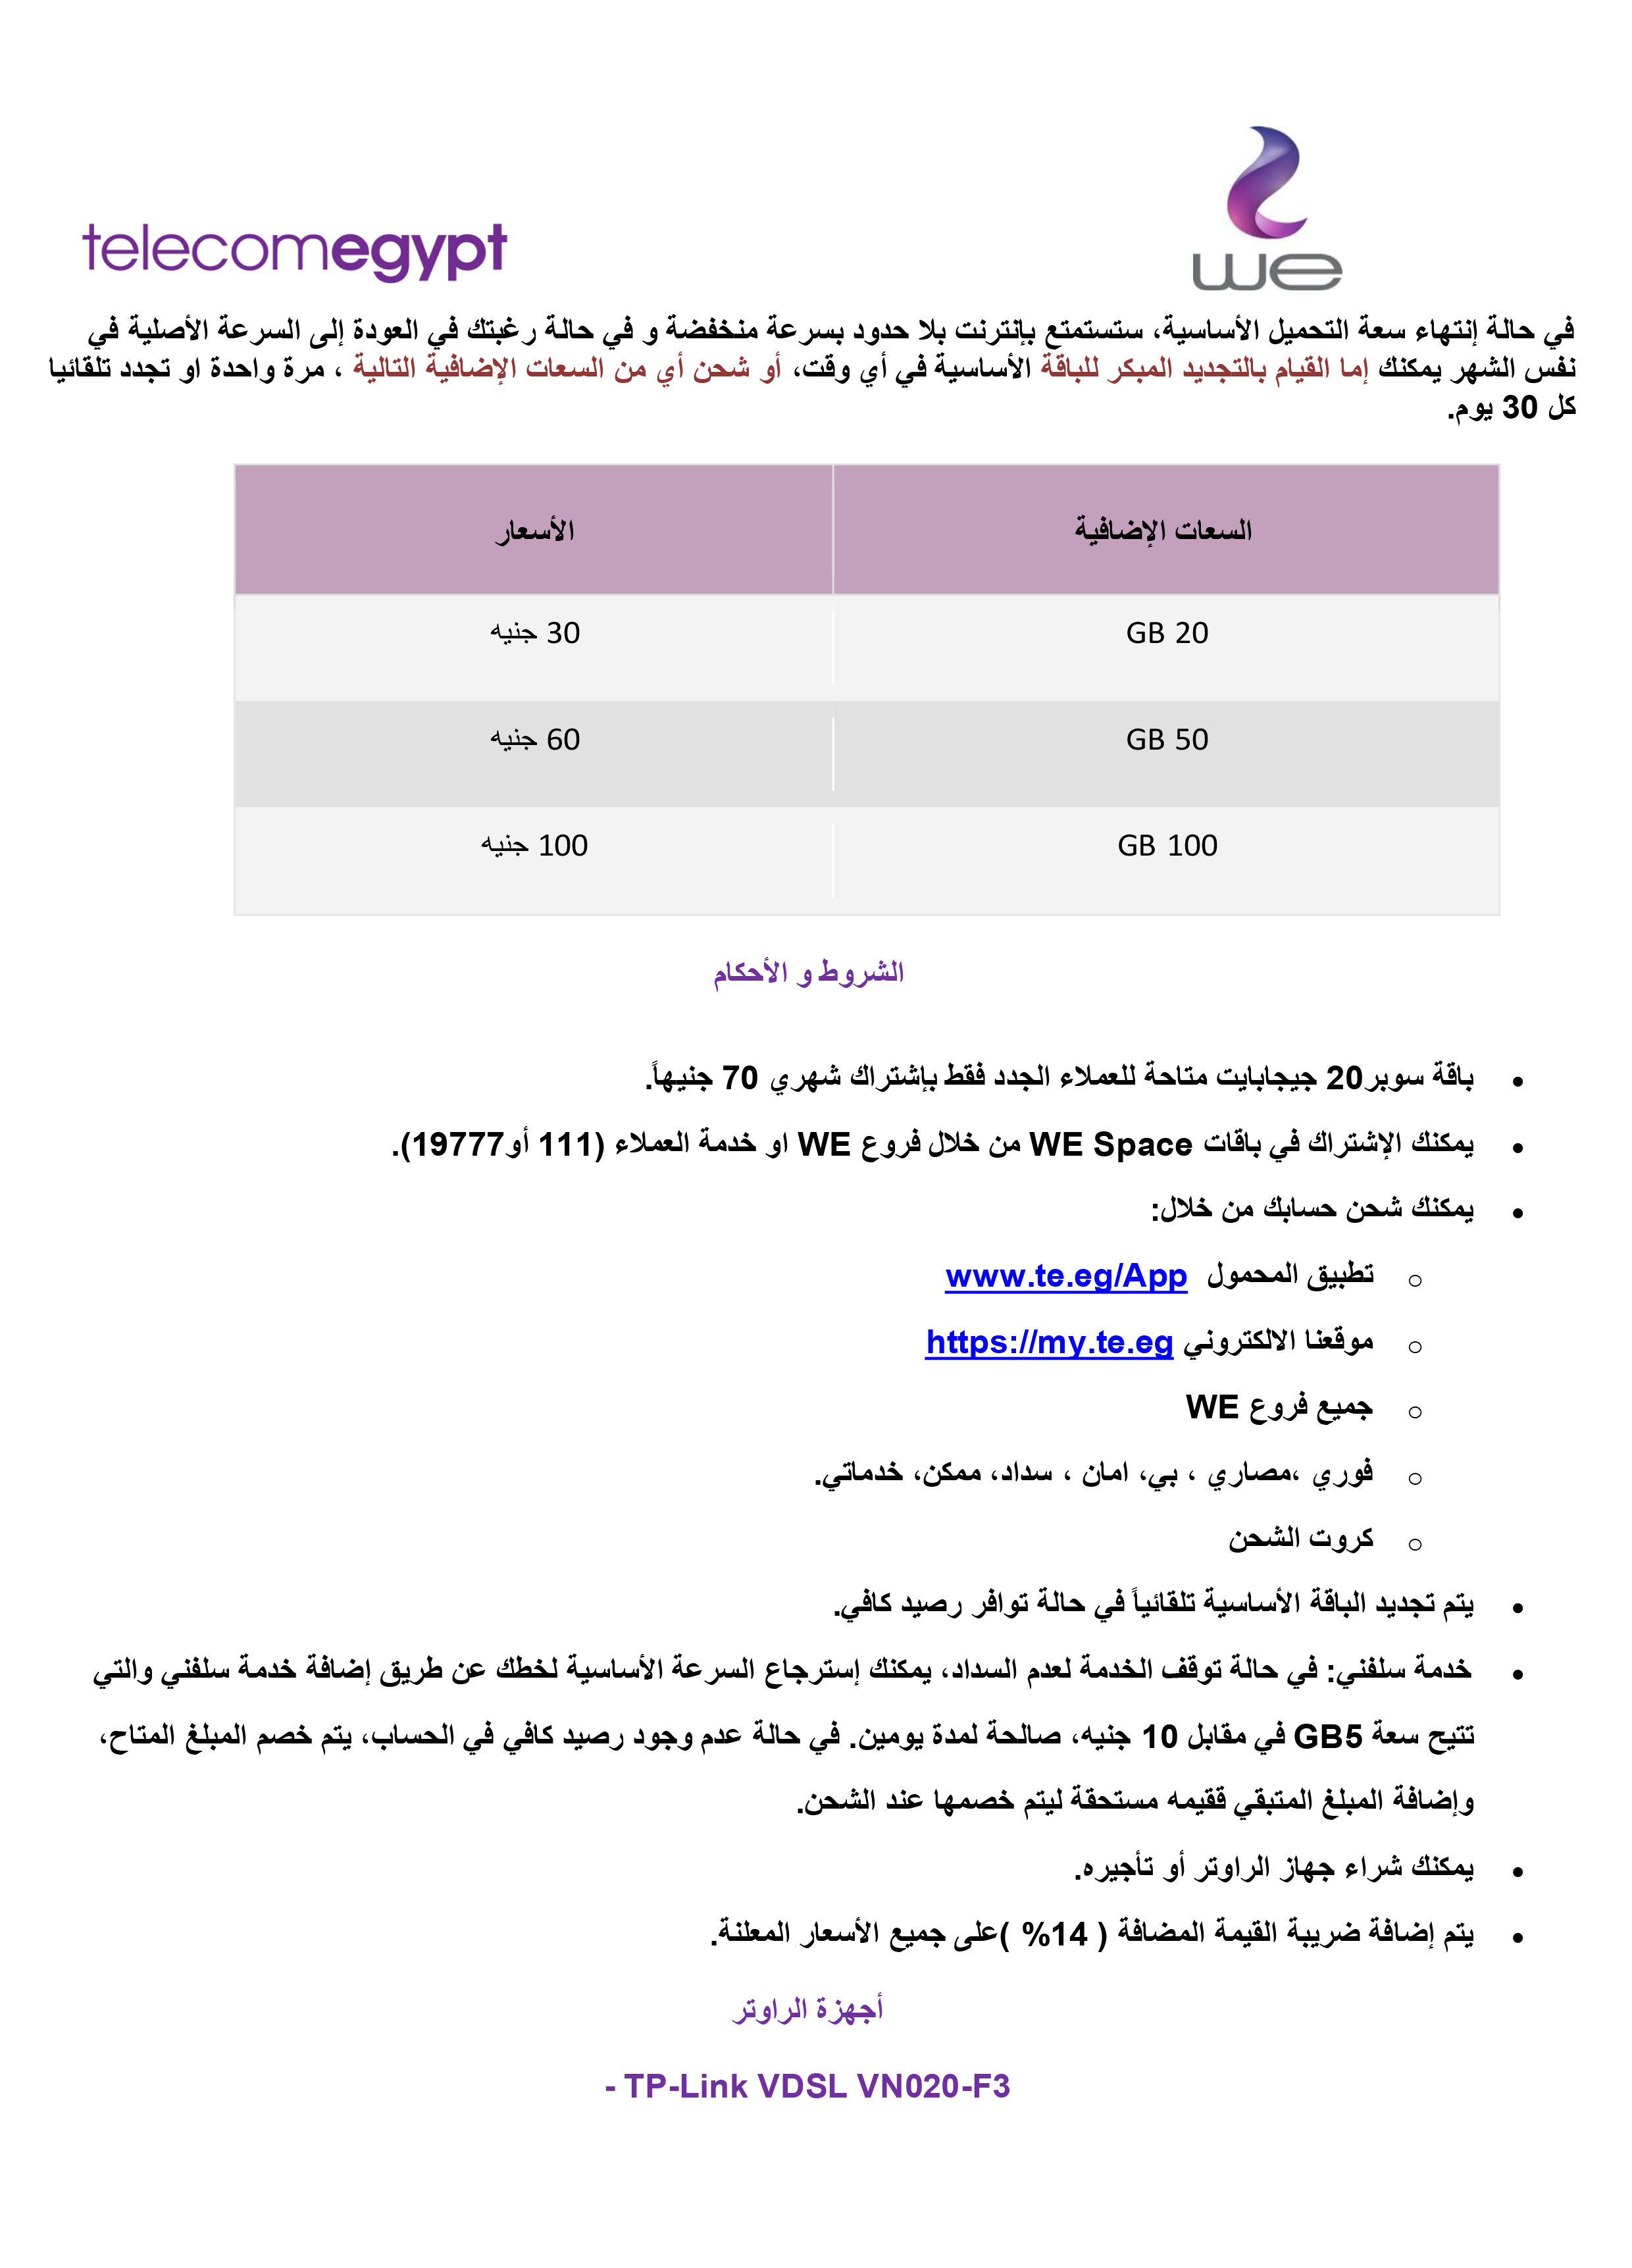 telecomegypt
we
في حالة إنتهاء سعة التحميل الأساسية، ستستمتع بإنترنت بلا حدود بسرعة منخفضة و في حالة رغبتك في العودة إلى السرعة الأصلية في
نفس الشهر يمكنك إما القيام بالتجديد المبكر للباقة الأساسية في أي وقت، أو شحن أي من السعات الإضافية التالية ، مرة واحدة او تجدد تلقائيا
كل 30 يوم.
السعات الإضافية الأسعار
20 GB 30 جنيه
50 GB 60 جنيه
100 GB 100 جنيه
الشروط و الأحكام
• باقة سوبر20 جيجابايت متاحة للعملاء الجدد فقط بإشتراك شهري 70 جنيهاً.
• يمكنك الإشتراك في باقات WE Space من خلال فروع WE او خدمة العملاء (111 أو19777).
• يمكنك شحن حسابك من خلال:
o تطبيق المحمول www.te.eg/App
o موقعنا الالكتروني https://my.te.eg
o جميع فروع WE
o فوري ،مصاري ، بي، امان ، سداد، ممكن، خدماتي.
o كروت الشحن
• يتم تجديد الباقة الأساسية تلقائياً في حالة توافر رصيد كافي.
• خدمة سلفني: في حالة توقف الخدمة لعدم السداد، يمكنك إسترجاع السرعة الأساسية لخطك عن طريق إضافة خدمة سلفني والتي
تتيح سعة GB5 في مقابل 10 جنيه، صالحة لمدة يومين. في حالة عدم وجود رصيد كافي في الحساب، يتم خصم المبلغ المتاح،
وإضافة المبلغ المتبقي ققيمه مستحقة ليتم خصمها عند الشحن.
• يمكنك شراء جهاز الراوتر أو تأجيره.
• يتم إضافة ضريبة القيمة المضافة ( 14% )على جميع الأسعار المعلنة.
أجهزة الراوتر
- TP-Link VDSL VN020-F3